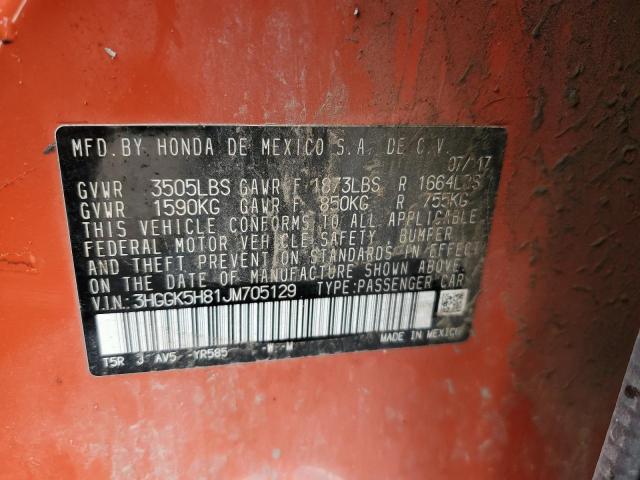 MFD. BY HONDA DE MEXICO S.A. DE C.V.
07/17
GVWR 3505LBS GAWR F 1873LBS R 1664LBS
GVWR 1590KG GAWR F 850KG R 755KG
THIS VEHICLE CONFORMS TO ALL APPLICABLE
FEDERAL MOTOR VEHICLE SAFETY, BUMPER
AND THEFT PREVENTION STANDARDS IN EFFECT
ON THE DATE OF MANUFACTURE SHOWN ABOVE.
V.I.N: 3HGGK5H81JM705129 TYPE:PASSENGER CAR
T5R J AV5 YR585 M-M MADE IN MEXICO